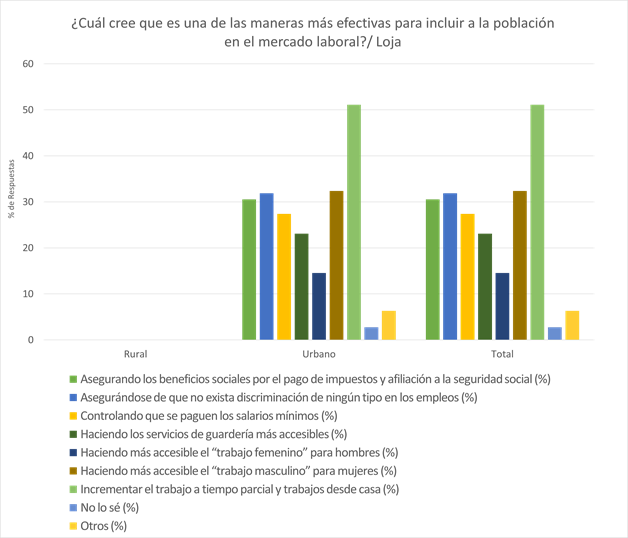 ¿Cuál cree que es una de las maneras más efectivas para incluir a la población
en el mercado laboral?/ Loja
60
50
40
30
20
10
0
% de Respuestas
Rural
Urbano
Total
Asegurando los beneficios sociales por el pago de impuestos y afiliación a la seguridad social (%)
Asegurándose de que no exista discriminación de ningún tipo en los empleos (%)
Controlando que se paguen los salarios mínimos (%)
Haciendo los servicios de guardería más accesibles (%)
Haciendo más accesible el “trabajo femenino” para hombres (%)
Haciendo más accesible el “trabajo masculino” para mujeres (%)
Incrementar el trabajo a tiempo parcial y trabajos desde casa (%)
No lo sé (%)
Otros (%)